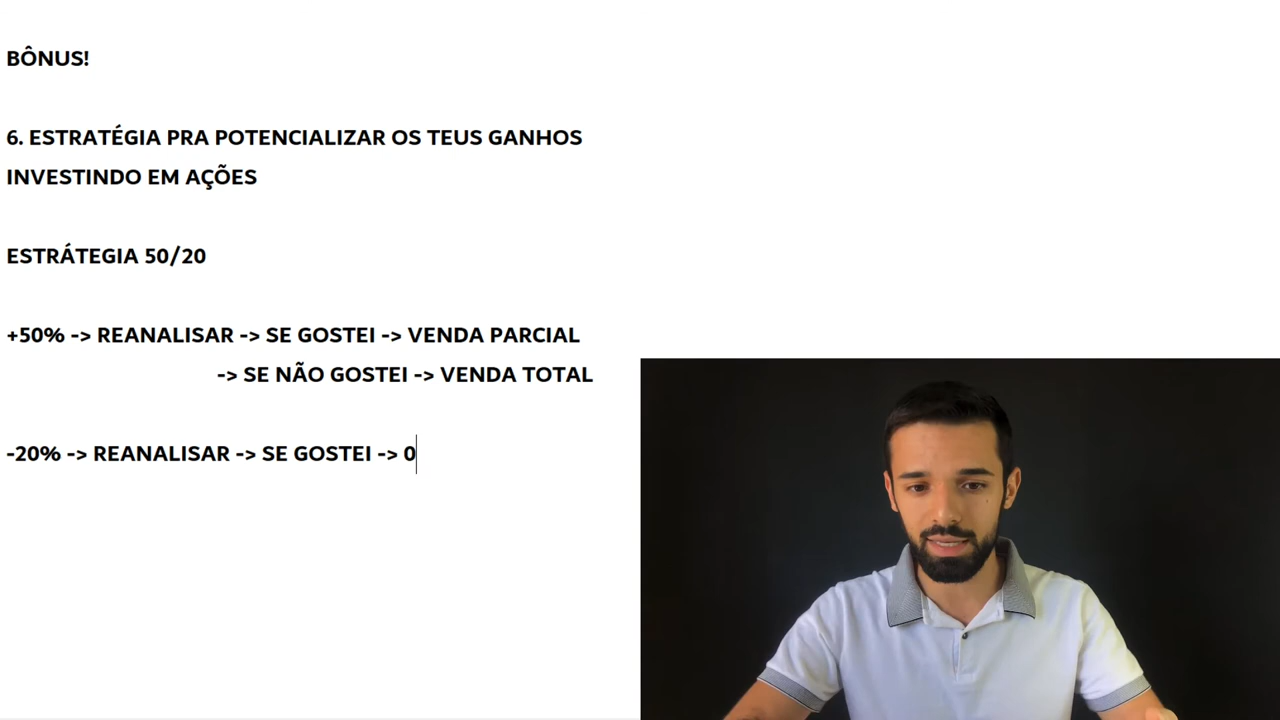 BÔNUS!
6. ESTRATÉGIA PRA POTENCIALIZAR OS TEUS GANHOS
INVESTINDO EM AÇÕES
ESTRÁTEGIA 50/20
+50% -> REANALISAR -> SE GOSTEI -> VENDA PARCIAL
-> SE NÃO GOSTEI -> VENDA TOTAL
-20% -> REANALISAR -> SE GOSTEI -> 0